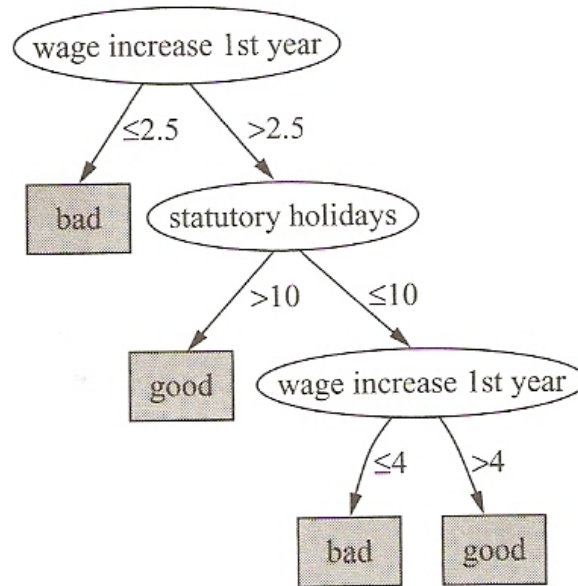 wage increase 1st year
≤2.5
>2.5
bad
statutory holidays
>10
≤10
good
wage increase 1st year
≤4
>4
bad
good